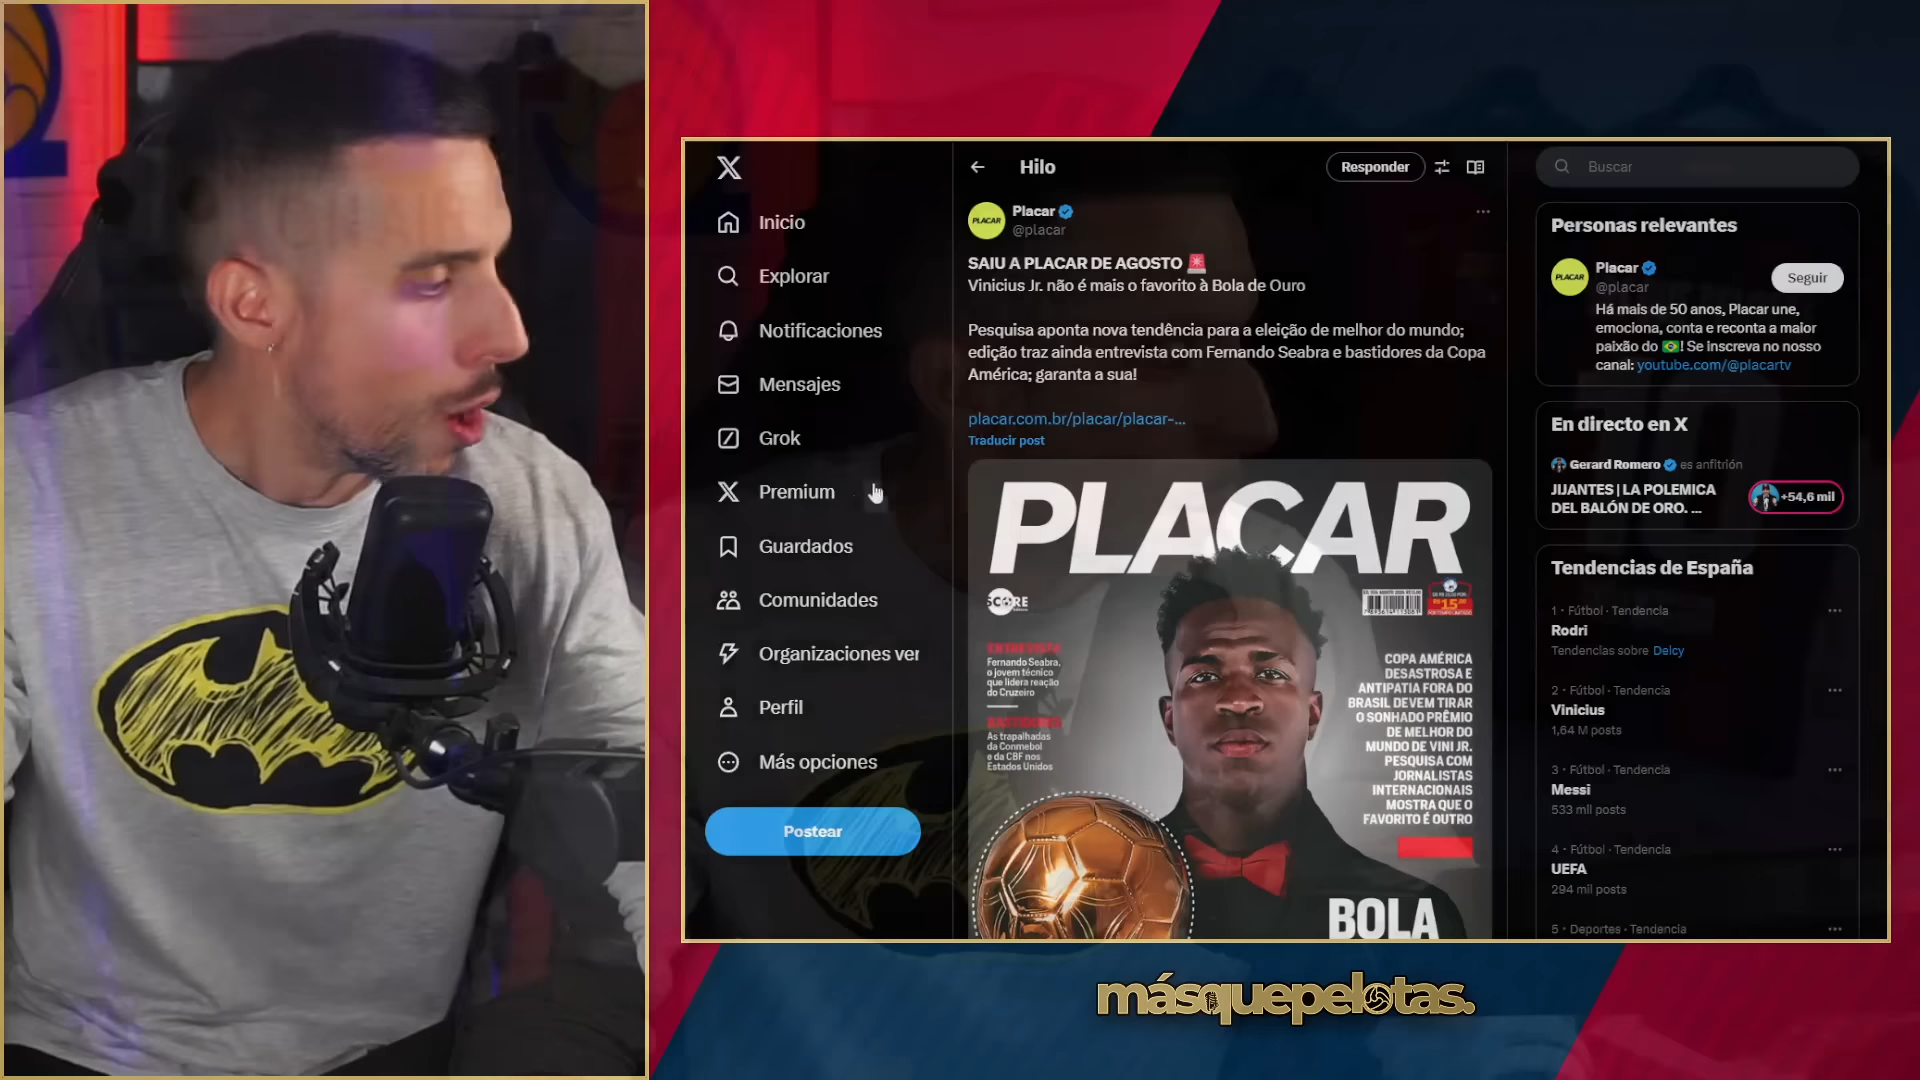 X
Inicio
Explorar
Notificaciones
Mensajes
Grok
Premium
Guardados
Comunidades
Organizaciones ver
Perfil
Más opciones
Postear
Hilo
Responder
PLACAR
Placar
@placar
SAIU A PLACAR DE AGOSTO 🚨
Vinicius Jr. não é mais o favorito à Bola de Ouro
Pesquisa aponta nova tendência para a eleição de melhor do mundo;
edição traz ainda entrevista com Fernando Seabra e bastidores da Copa
América; garanta a sua!
placar.com.br/placar/placar-...
Traducir post
PLACAR
SCORE
ENTREVISTA
Fernando Seabra,
o jovem técnico
que lidera reação
do Cruzeiro
BASTIDORES
As trapalhadas
da Conmebol
e da CBF nos
Estados Unidos
COPA AMÉRICA
DESASTROSA E
ANTIPATIA FORA DO
BRASIL DEVEM TIRAR
O SONHADO PRÊMIO
DE MELHOR DO
MUNDO DE VINI JR.
PESQUISA COM
JORNALISTAS
INTERNACIONAIS
MOSTRA QUE O
FAVORITO É OUTRO
BOLA
Buscar
Personas relevantes
PLACAR
Placar
@placar
Seguir
Há mais de 50 anos, Placar une,
emociona, conta e reconta a maior
paixão do 🇧🇷! Se inscreva no nosso
canal: youtube.com/@placartv
En directo en X
Gerard Romero es anfitrión
JIJANTES | LA POLEMICA
DEL BALÓN DE ORO. ...
+54,6 mil
Tendencias de España
1 · Fútbol · Tendencia
Rodri
Tendencias sobre Delcy
2 · Fútbol · Tendencia
Vinicius
1,64 M posts
3 · Fútbol · Tendencia
Messi
533 mil posts
4 · Fútbol · Tendencia
UEFA
294 mil posts
5 · Deportes · Tendencia
másquepelotas.